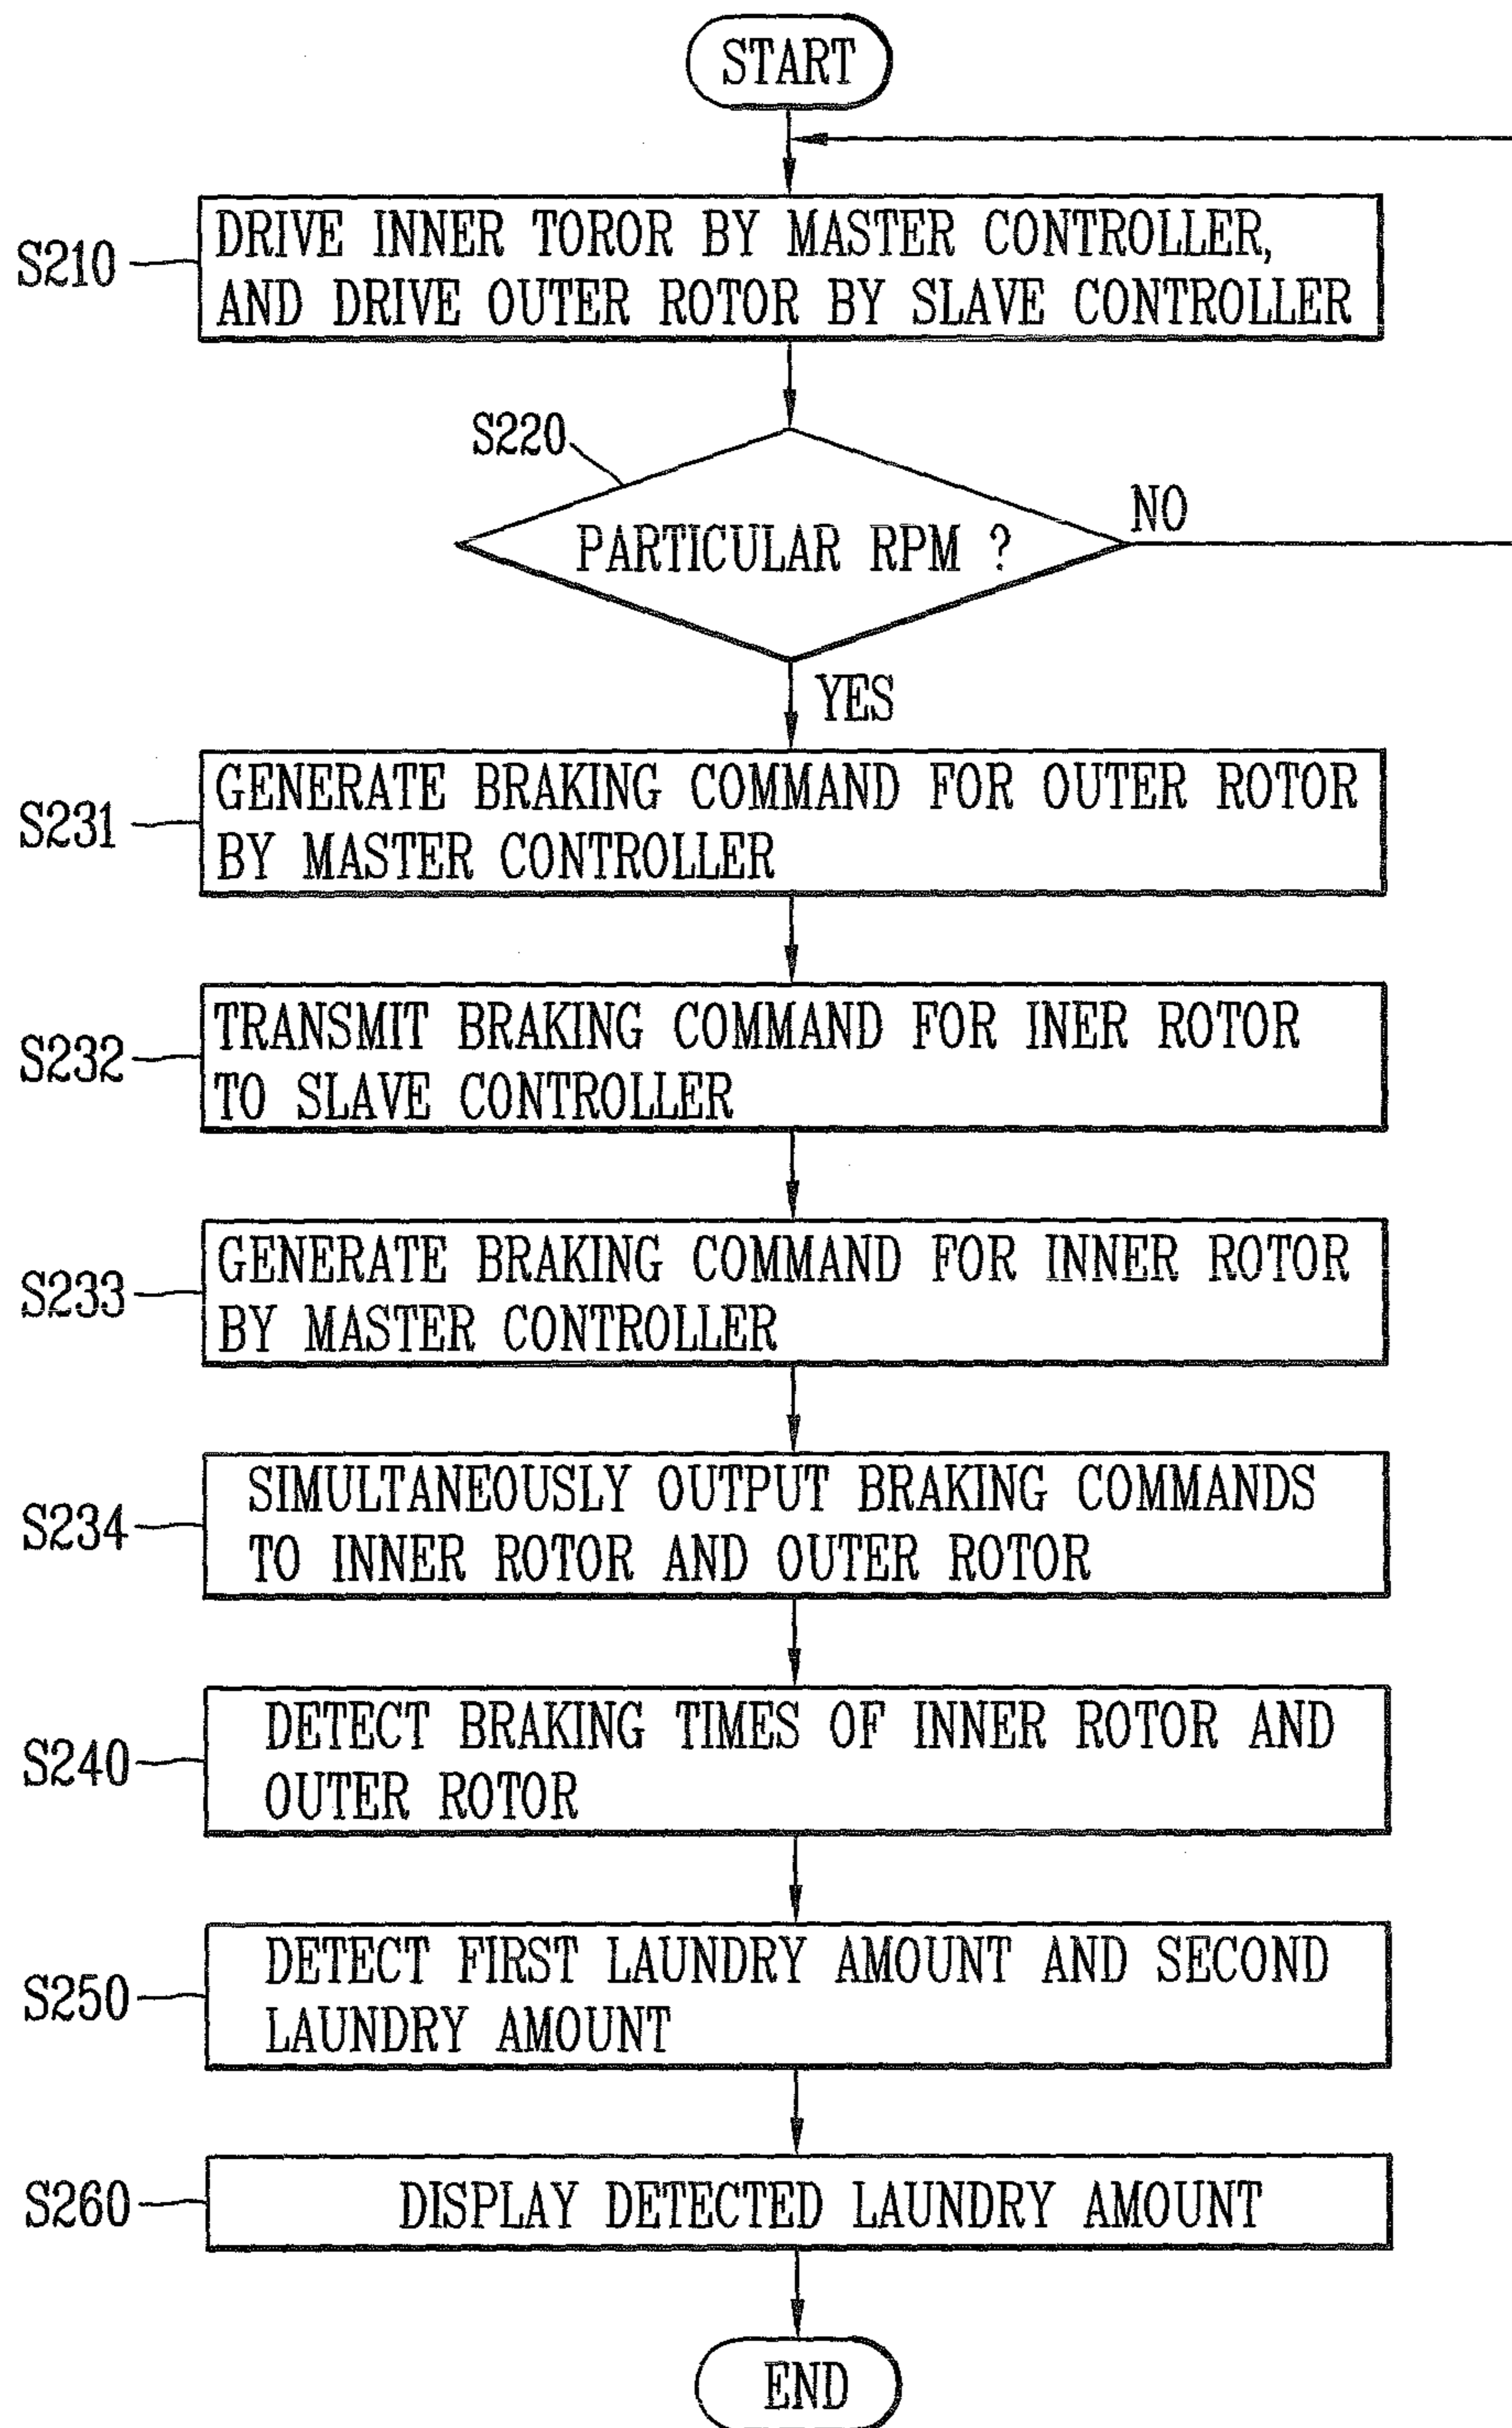 START
S210
DRIVE INNER TOROR BY MASTER CONTROLLER,
AND DRIVE OUTER ROTOR BY SLAVE CONTROLLER
S220
PARTICULAR RPM ?
NO
YES
S231
GENERATE BRAKING COMMAND FOR OUTER ROTOR
BY MASTER CONTROLLER
S232
TRANSMIT BRAKING COMMAND FOR INER ROTOR
TO SLAVE CONTROLLER
S233
GENERATE BRAKING COMMAND FOR INNER ROTOR
BY MASTER CONTROLLER
S234
SIMULTANEOUSLY OUTPUT BRAKING COMMANDS
TO INNER ROTOR AND OUTER ROTOR
S240
DETECT BRAKING TIMES OF INNER ROTOR AND
OUTER ROTOR
S250
DETECT FIRST LAUNDRY AMOUNT AND SECOND
LAUNDRY AMOUNT
S260
DISPLAY DETECTED LAUNDRY AMOUNT
END